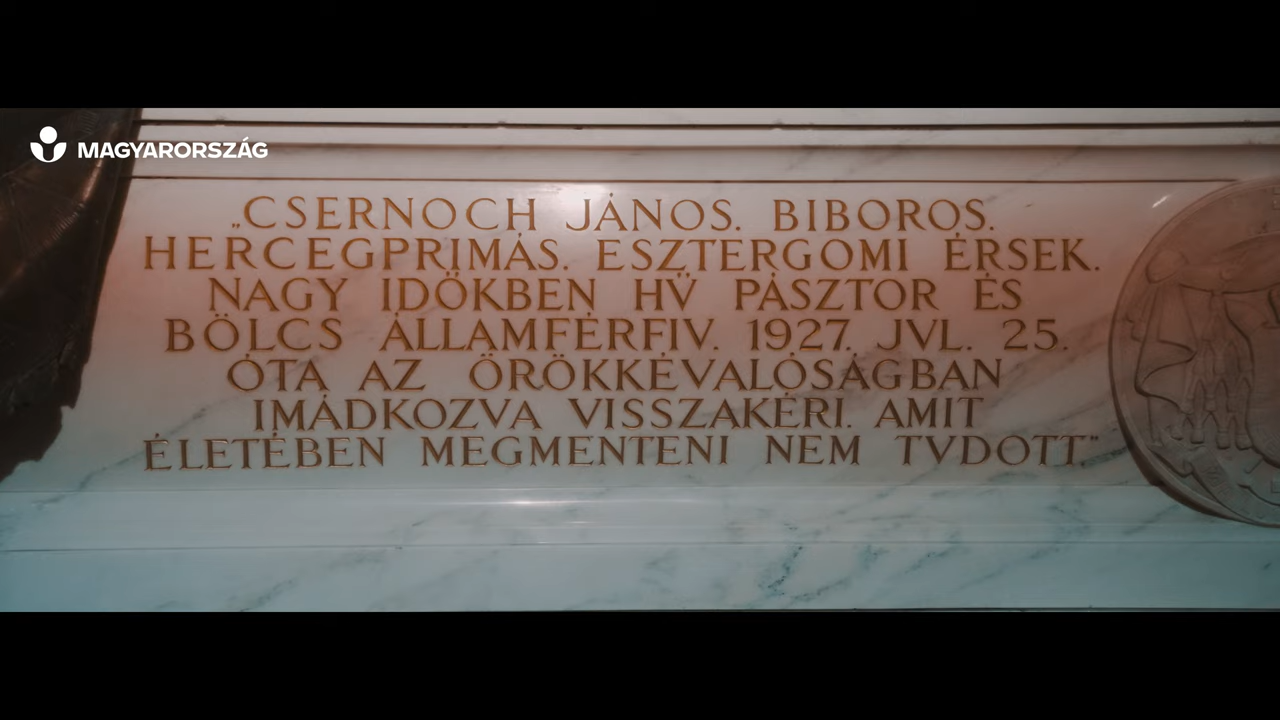 MAGYARORSZÁG
„CSERNOCH JÁNOS. BIBOROS.
HERCEGPRIMÁS. ESZTERGOMI ÉRSEK.
NAGY IDŐKBEN HV̋ PÁSZTOR ÉS
BÖLCS ÁLLAMFÉRFIV. 1927. JVL. 25.
ÓTA AZ ÖRÖKKÉVALÓSÁGBAN
IMÁDKOZVA VISSZAKÉRI. AMIT
ÉLETÉBEN MEGMENTENI NEM TVDOTT”